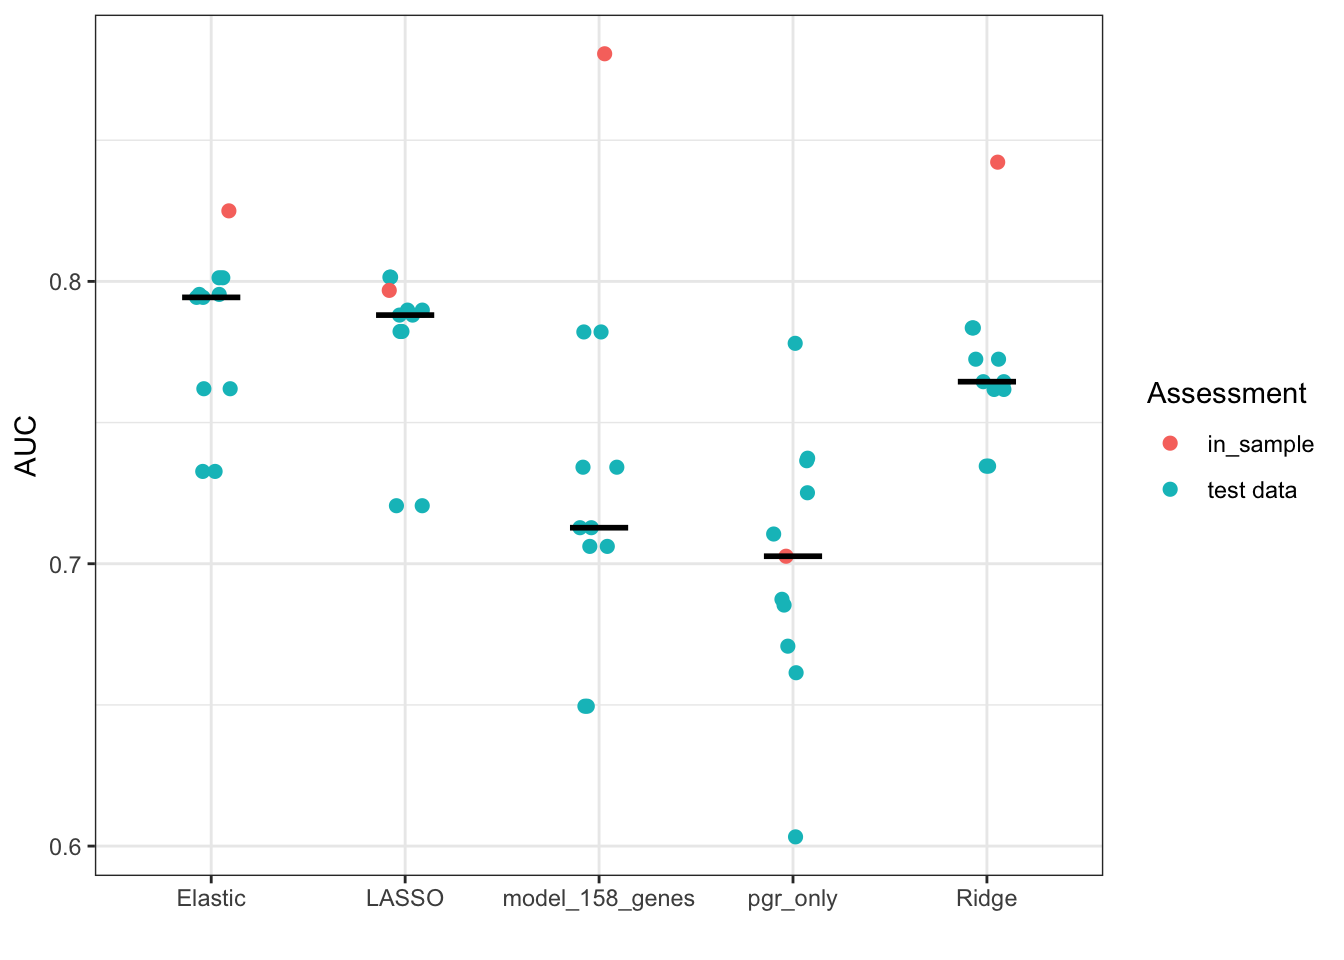 AUC
0.8
0.7
0.6
Elastic
LASSO
model_158_genes
pgr_only
Ridge
Assessment
in_sample
test data